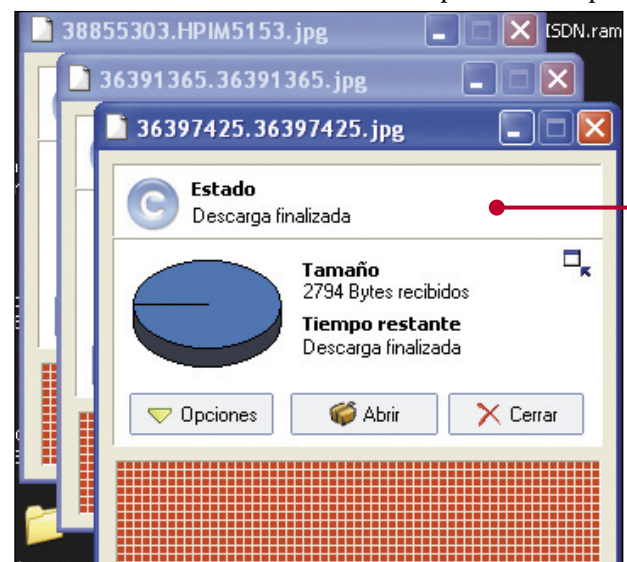 38855303.HPIM5153.jpg
ISDN.ram
36391365.36391365.jpg
36397425.36397425.jpg
C
Estado
Descarga finalizada
Tamaño
2794 Bytes recibidos
Tiempo restante
Descarga finalizada
Opciones
Abrir
Cerrar